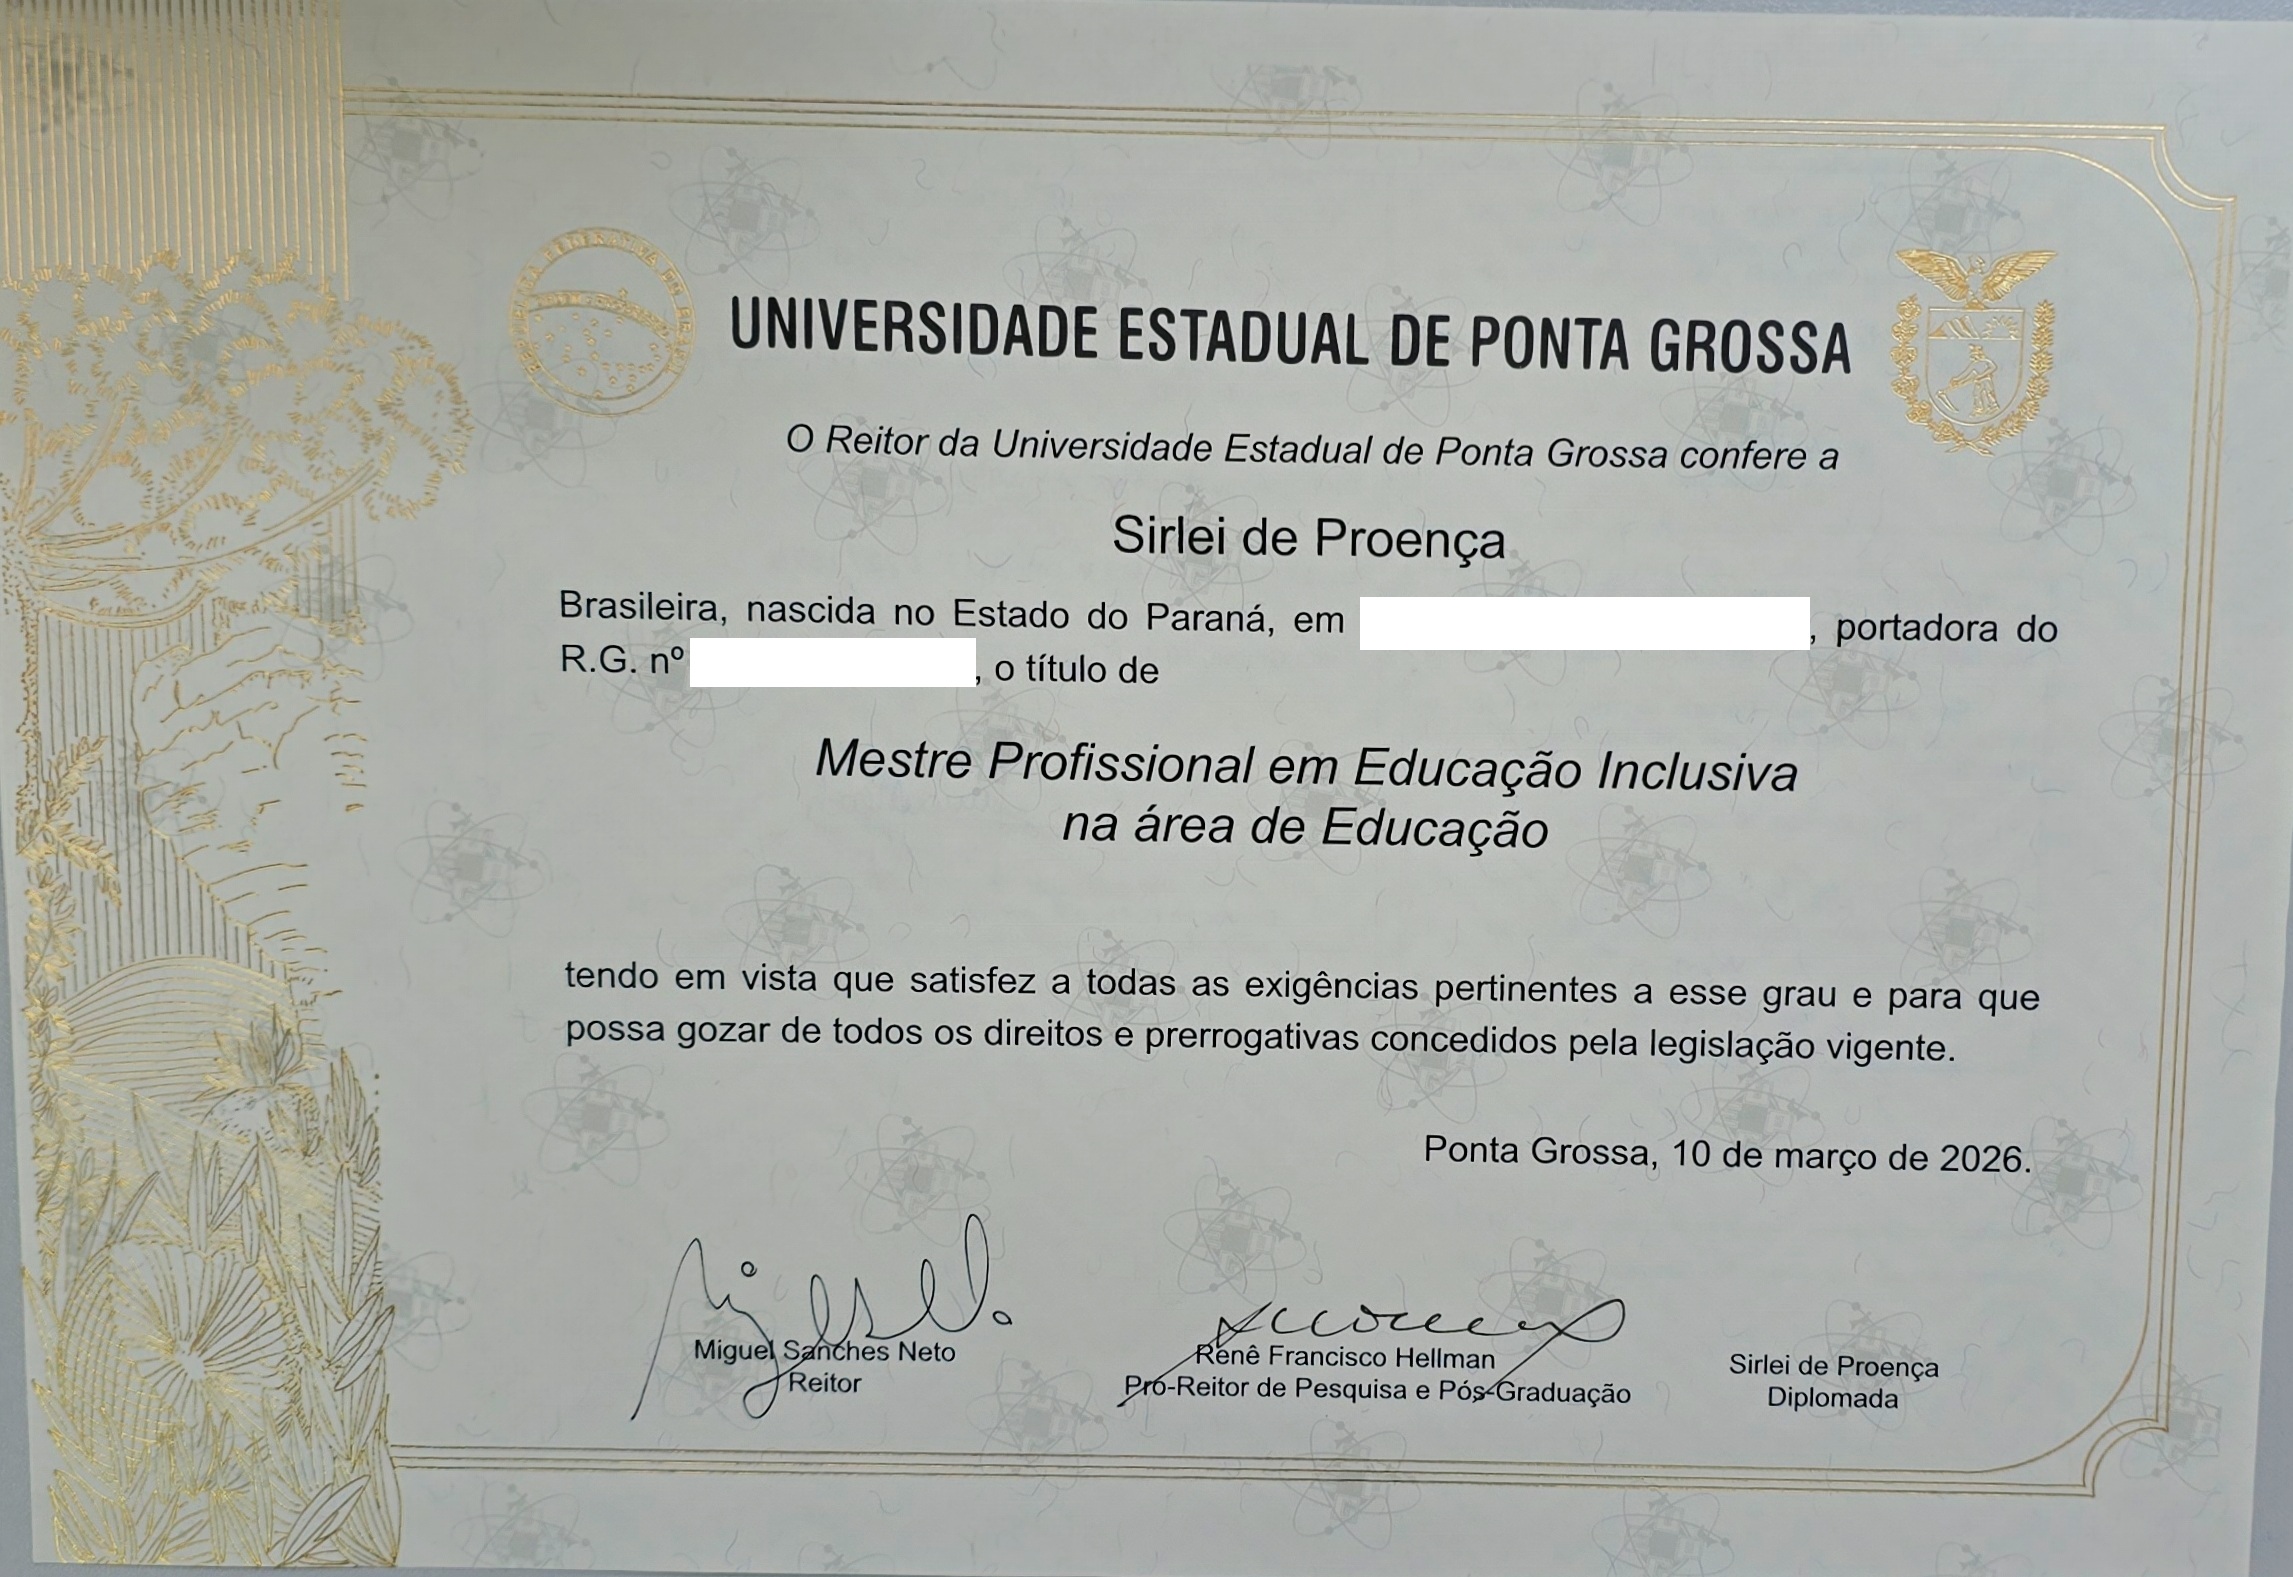 REPÚBLICA FEDERATIVA DO BRASIL
UNIVERSIDADE ESTADUAL DE PONTA GROSSA
O Reitor da Universidade Estadual de Ponta Grossa confere a
Sirlei de Proença
Brasileira, nascida no Estado do Paraná, em , portadora do
R.G. nº , o título de
Mestre Profissional em Educação Inclusiva
na área de Educação
tendo em vista que satisfez a todas as exigências pertinentes a esse grau e para que
possa gozar de todos os direitos e prerrogativas concedidos pela legislação vigente.
Ponta Grossa, 10 de março de 2026.
Miguel Sanches Neto
Reitor
Renê Francisco Hellman
Pró-Reitor de Pesquisa e Pós-Graduação
Sirlei de Proença
Diplomada